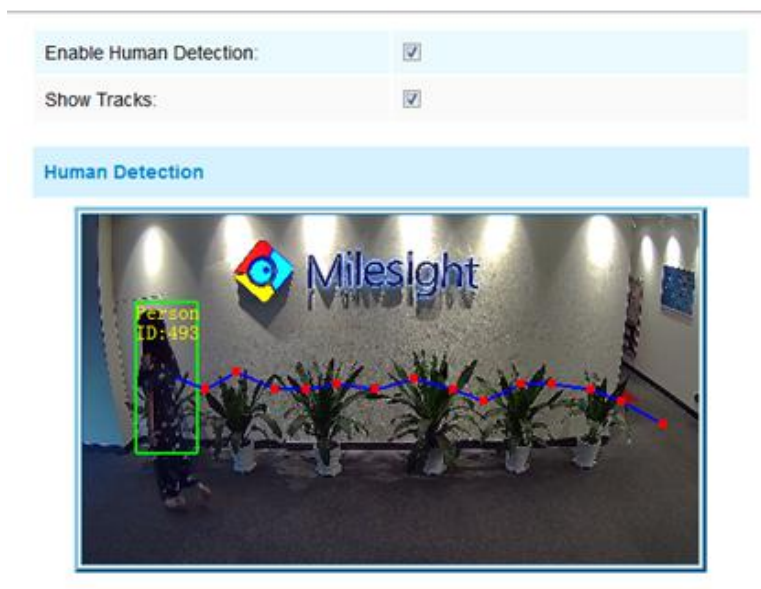 Enable Human Detection:
Show Tracks:
Human Detection
Milesight
Person
ID:493